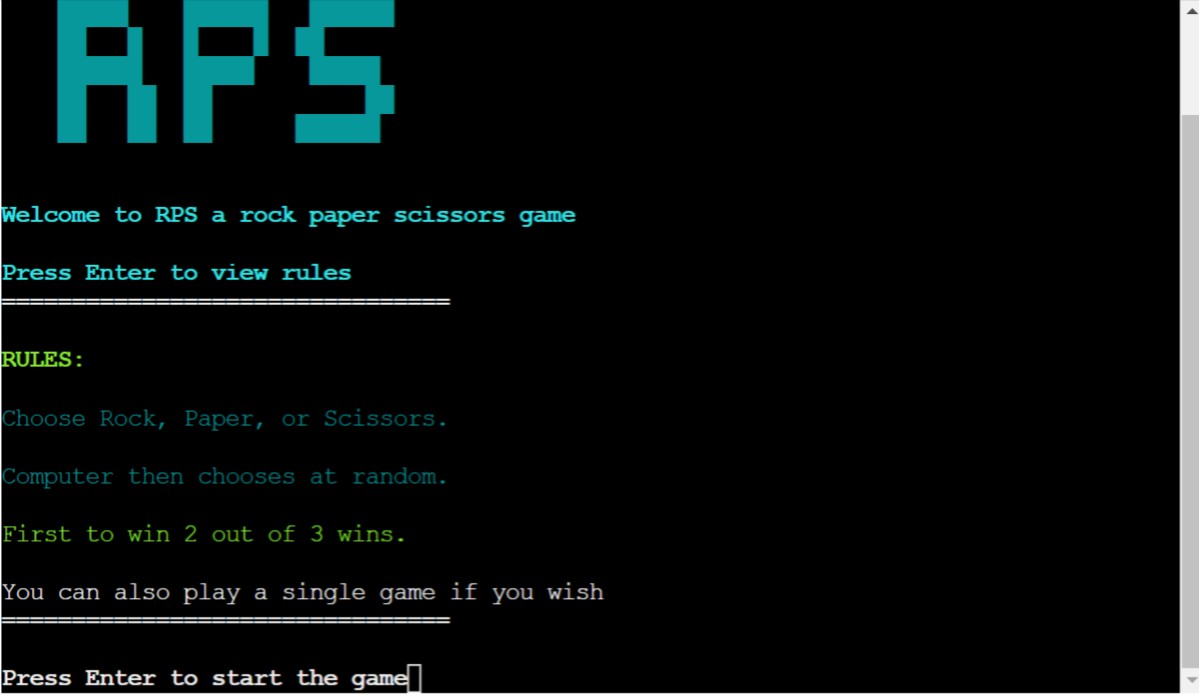 RPS
Welcome to RPS a rock paper scissors game
Press Enter to view rules
================================
RULES:
Choose Rock, Paper, or Scissors.
Computer then chooses at random.
First to win 2 out of 3 wins.
You can also play a single game if you wish
================================
Press Enter to start the game